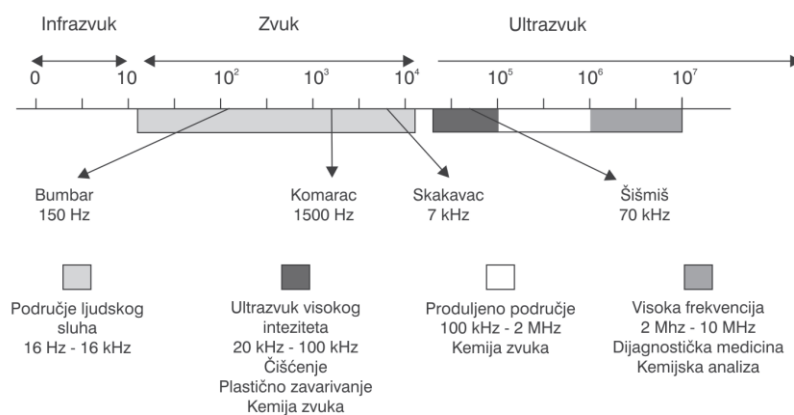 Infrazvuk Zvuk Ultrazvuk
0 10 10² 10³ 10⁴ 10⁵ 10⁶ 10⁷
Bumbar
150 Hz
Komarac
1500 Hz
Skakavac
7 kHz
Šišmiš
70 kHz
Područje ljudskog
sluha
16 Hz - 16 kHz
Ultrazvuk visokog
inteziteta
20 kHz - 100 kHz
Čišćenje
Plastično zavarivanje
Kemija zvuka
Produljeno područje
100 kHz - 2 MHz
Kemija zvuka
Visoka frekvencija
2 Mhz - 10 MHz
Dijagnostička medicina
Kemijska analiza